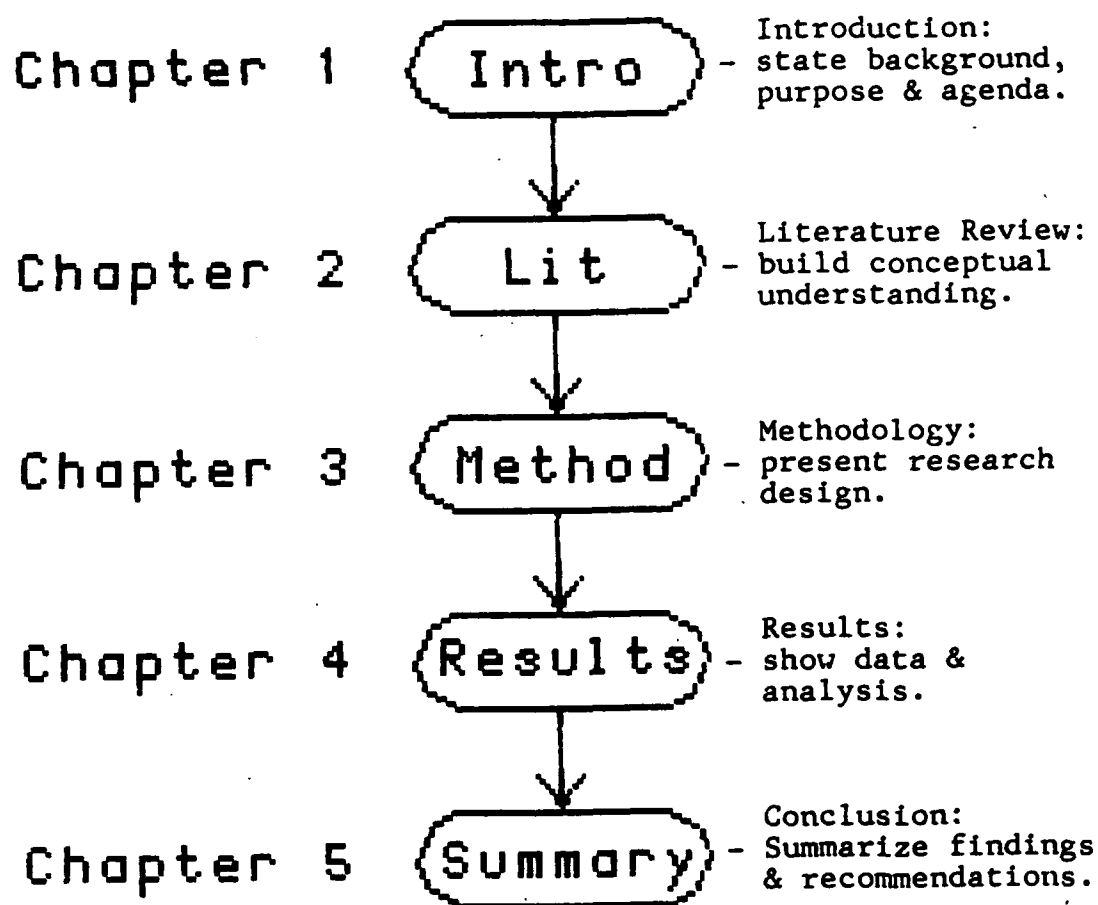 Chapter 1
Intro
Introduction:
- state background,
purpose & agenda.
Chapter 2
Lit
Literature Review:
- build conceptual
understanding.
Chapter 3
Method
Methodology:
- present research
design.
Chapter 4
Results
Results:
- show data &
analysis.
Chapter 5
Summary
Conclusion:
- Summarize findings
& recommendations.